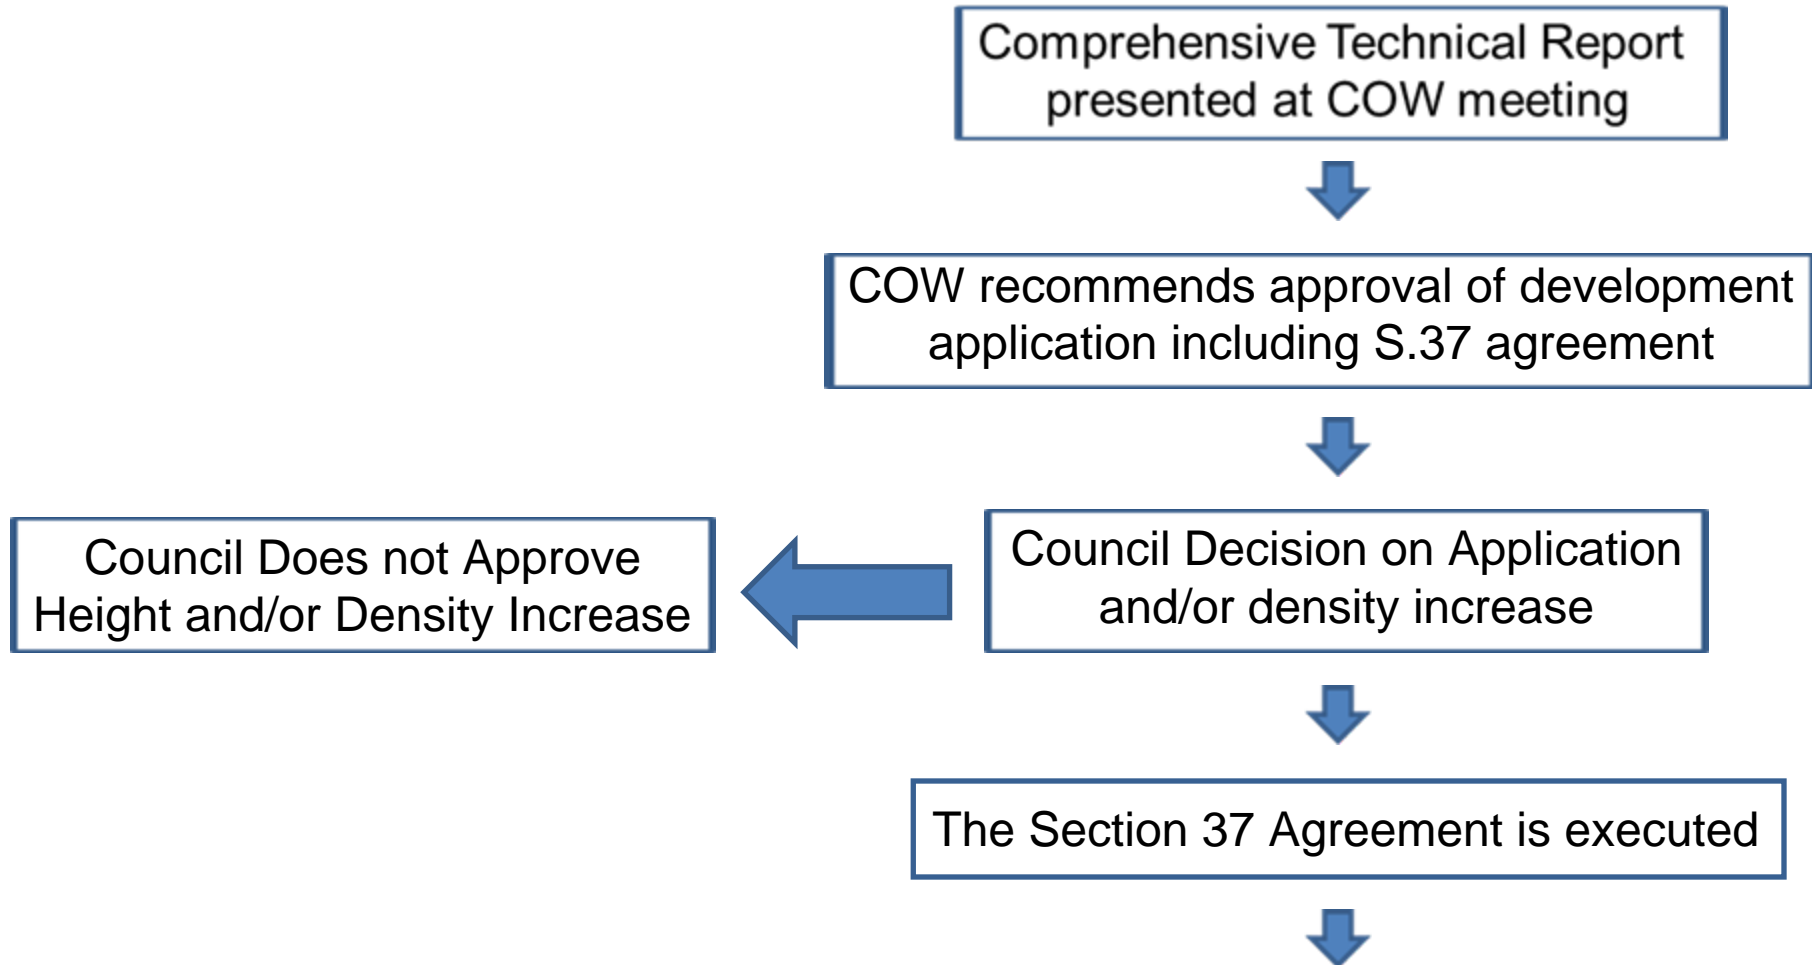 Comprehensive Technical Report
presented at COW meeting
COW recommends approval of development
application including S.37 agreement
Council Does not Approve
Height and/or Density Increase
Council Decision on Application
and/or density increase
The Section 37 Agreement is executed